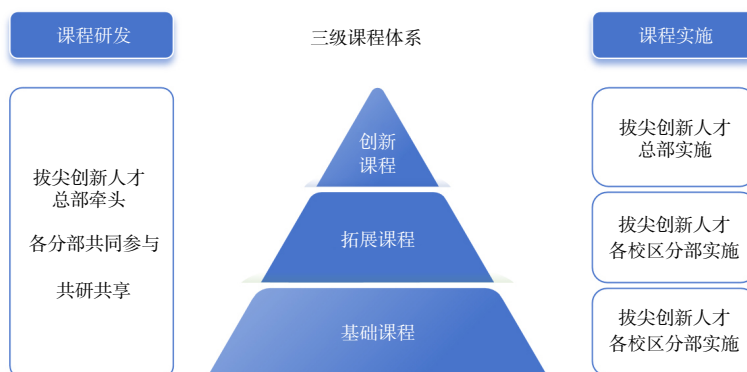 课程研发
三级课程体系
课程实施
拔尖创新人才
总部牵头
各分部共同参与
共研共享
创新
课程
拓展课程
基础课程
拔尖创新人才
总部实施
拔尖创新人才
各校区分部实施
拔尖创新人才
各校区分部实施